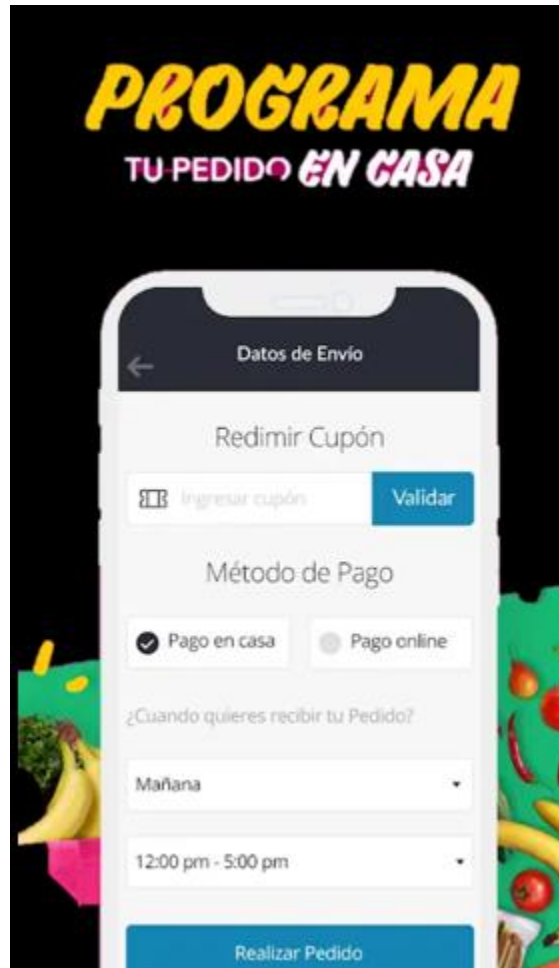 PROGRAMA
TU PEDIDO EN CASA
Datos de Envío
Redimir Cupón
Ingresar cupón
Validar
Método de Pago
Pago en casa
Pago online
¿Cuando quieres recibir tu Pedido?
Mañana
12:00 pm - 5:00 pm
Realizar Pedido